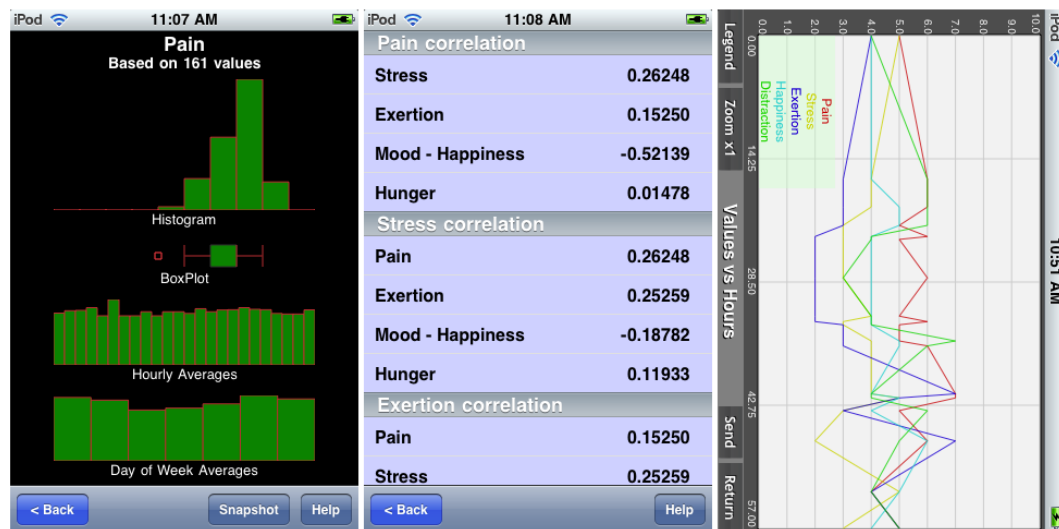 iPod 11:07 AM
Pain
Based on 161 values
Histogram
BoxPlot
Hourly Averages
Day of Week Averages
< Back Snapshot Help
iPod 11:08 AM
Pain correlation
Stress 0.26248
Exertion 0.15250
Mood - Happiness -0.52139
Hunger 0.01478
Stress correlation
Pain 0.26248
Exertion 0.25259
Mood - Happiness -0.18782
Hunger 0.11933
Exertion correlation
Pain 0.15250
Stress 0.25259
< Back Help
iPod 10:51 AM
10.0
9.0
8.0
7.0
6.0
5.0
4.0
3.0
2.0
1.0
0.0
0.00 14.25 28.50 42.75 57.00
Pain
Stress
Exertion
Happiness
Distraction
Legend Zoom x1 Values vs Hours Send Return